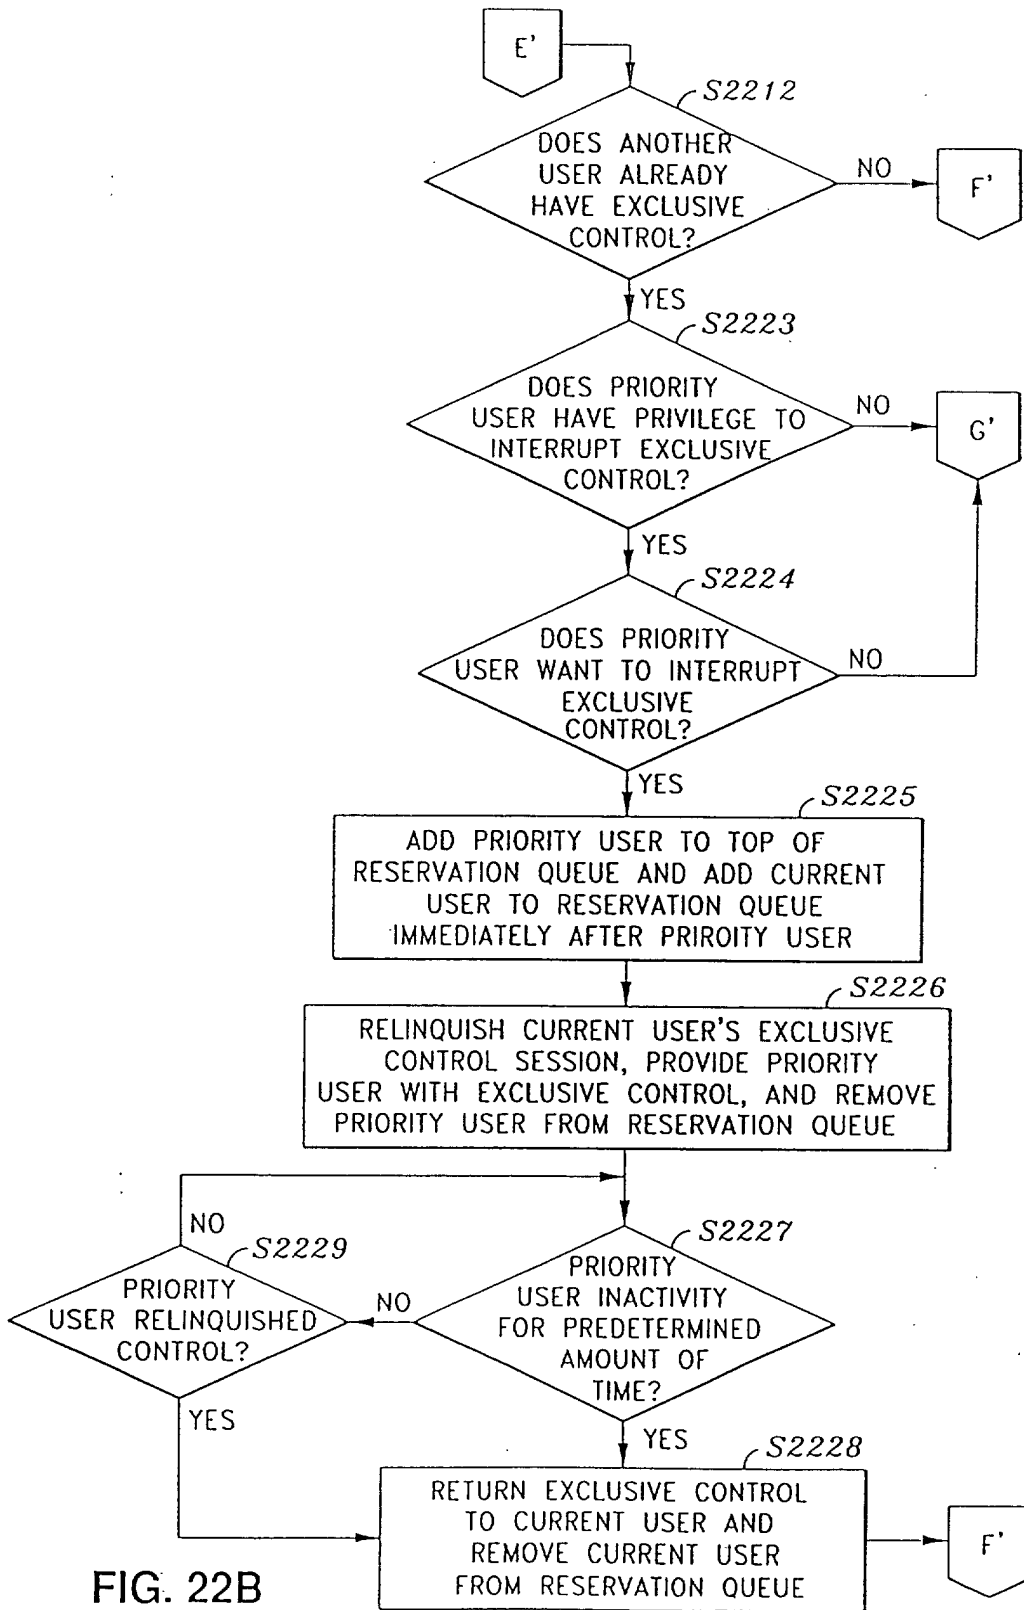 E'
S2212
DOES ANOTHER
USER ALREADY
HAVE EXCLUSIVE
CONTROL?
NO
F'
YES
S2223
DOES PRIORITY
USER HAVE PRIVILEGE TO
INTERRUPT EXCLUSIVE
CONTROL?
NO
G'
YES
S2224
DOES PRIORITY
USER WANT TO INTERRUPT
EXCLUSIVE
CONTROL?
NO
YES
S2225
ADD PRIORITY USER TO TOP OF
RESERVATION QUEUE AND ADD CURRENT
USER TO RESERVATION QUEUE
IMMEDIATELY AFTER PRIROITY USER
S2226
RELINQUISH CURRENT USER'S EXCLUSIVE
CONTROL SESSION, PROVIDE PRIORITY
USER WITH EXCLUSIVE CONTROL, AND REMOVE
PRIORITY USER FROM RESERVATION QUEUE
S2227
PRIORITY
USER INACTIVITY
FOR PREDETERMINED
AMOUNT OF
TIME?
NO
S2229
PRIORITY
USER RELINQUISHED
CONTROL?
NO
YES
YES
S2228
RETURN EXCLUSIVE CONTROL
TO CURRENT USER AND
REMOVE CURRENT USER
FROM RESERVATION QUEUE
F'
FIG. 22B